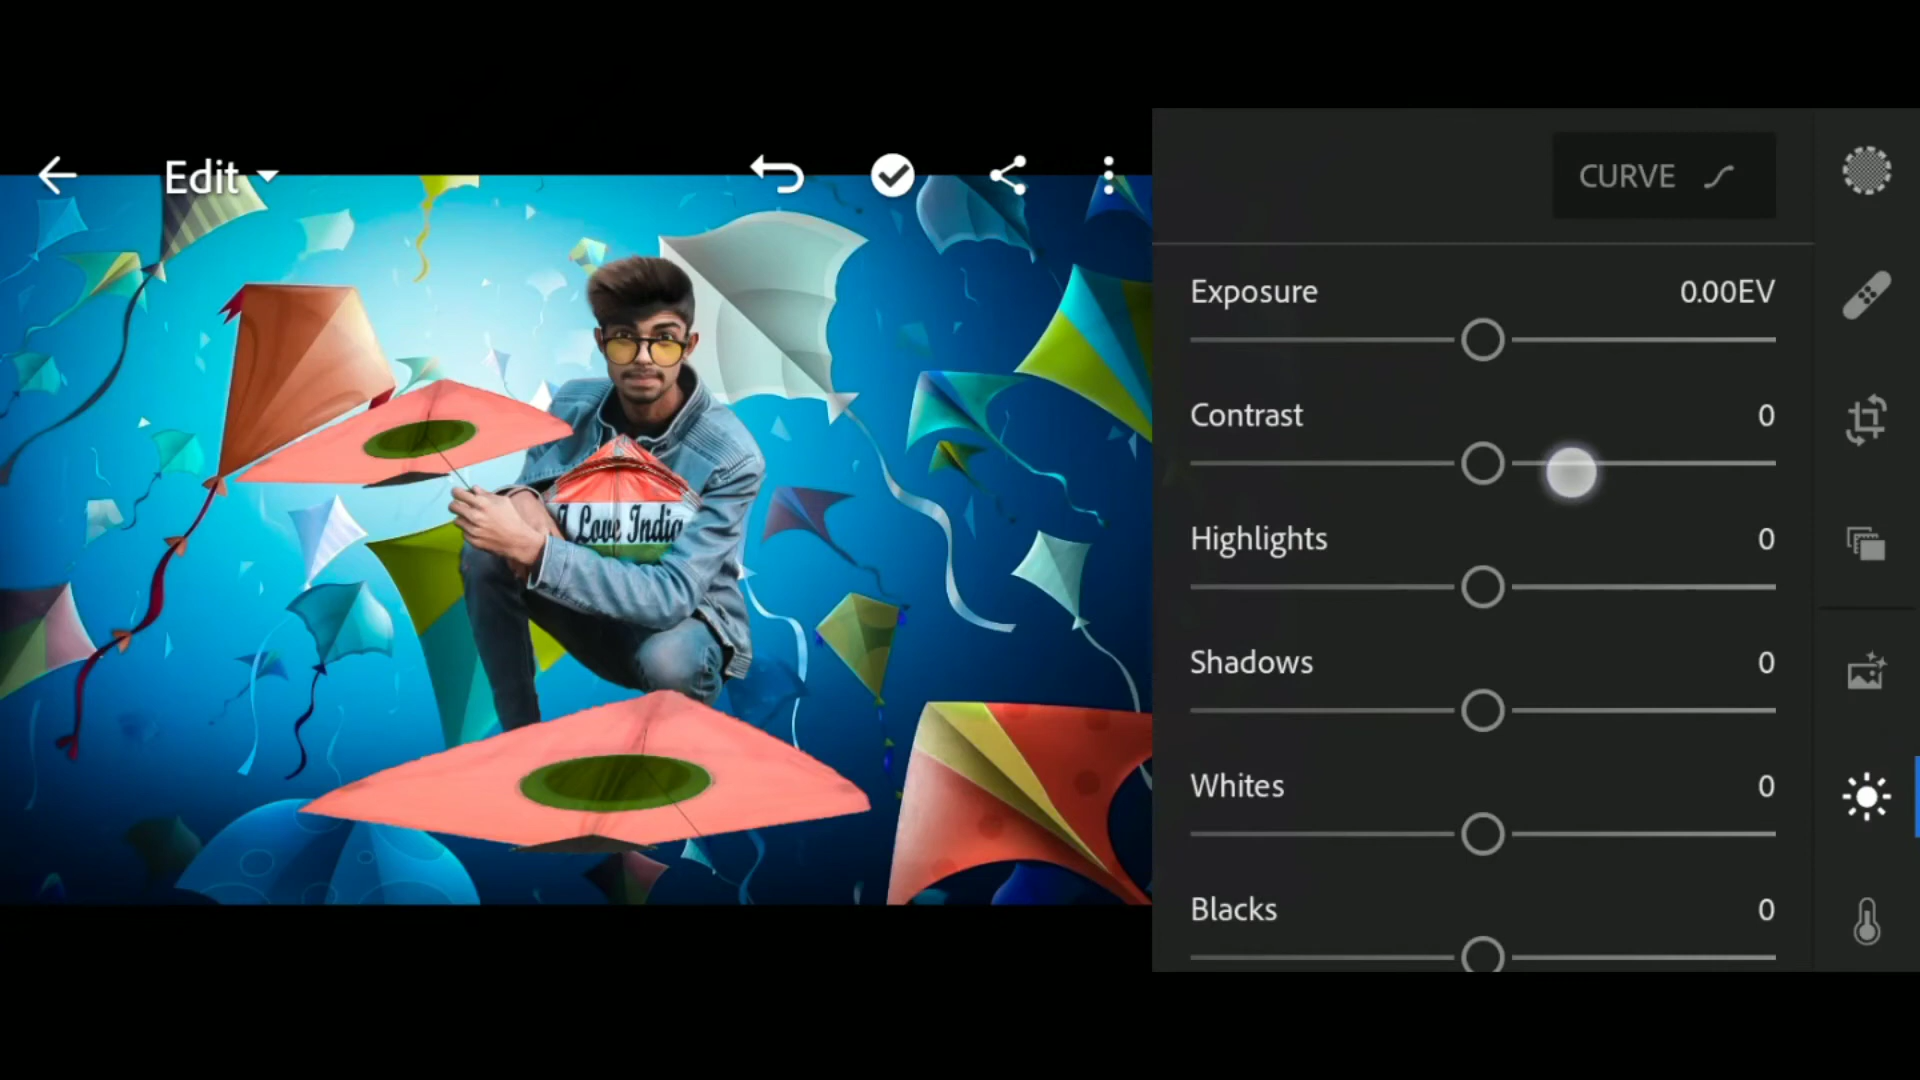 Edit
CURVE
Exposure 0.00EV
Contrast 0
Highlights 0
Shadows 0
Whites 0
Blacks 0
I Love India